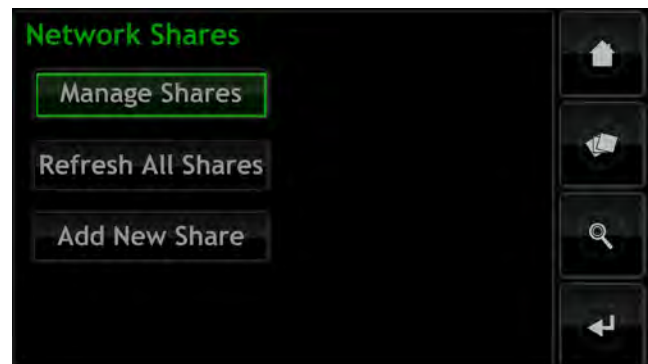 Network Shares
Manage Shares
Refresh All Shares
Add New Share